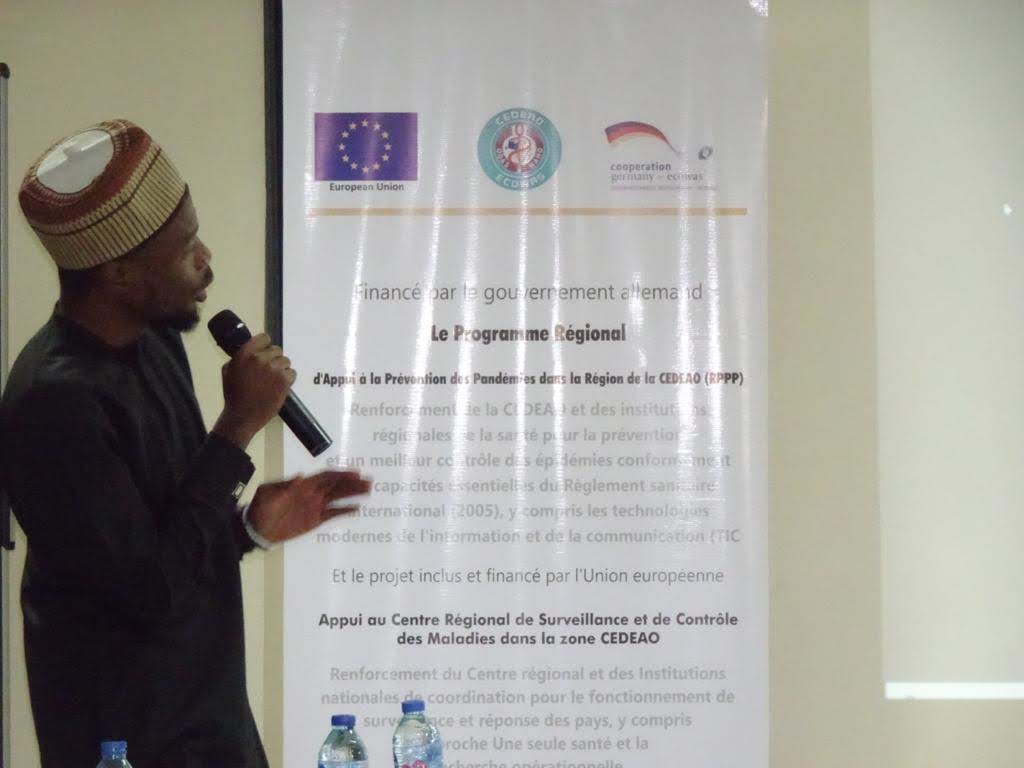 European Union
CEDEAO
ECOWAS
cooperation
germany - ecowas
Financé par le gouvernement allemand
Le Programme Régional
d'Appui à la Prévention des Pandémies dans la Région de la CEDEAO (RPPP)
Renforcement de la CEDEAO et des institutions
régionales de la santé pour la prévention
et un meilleur contrôle des épidémies conformément
capacités essentielles du Règlement sanitaire
international (2005), y compris les technologies
modernes de l'information et de la communication (TIC
Et le projet inclus et financé par l'Union européenne
Appui au Centre Régional de Surveillance et de Contrôle
des Maladies dans la zone CEDEAO
Renforcement du Centre régional et des Institutions
nationales de coordination pour le fonctionnement de
surveillance et réponse des pays, y compris
Une seule santé et la
opérationnelle